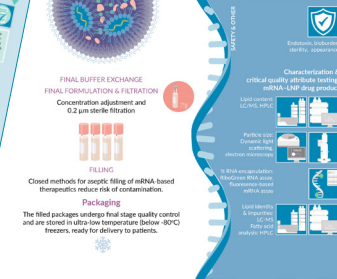 FINAL BUFFER EXCHANGE
FINAL FORMULATION & FILTRATION
Concentration adjustment and
0.2 µm sterile filtration
FILLING
Closed methods for aseptic filling of mRNA-based
therapeutics reduce risk of contamination.
Packaging
The filled packages undergo final stage quality control
and are stored in ultra-low temperature (below -80°C)
freezers, ready for delivery to patients.
SAFETY & OTHER
Endotoxin, bioburde
sterility, appearance
Characterization &
critical quality attribute testing
mRNA-LNP drug produc
Lipid content:
LC/MS, HPLC
Particle size:
Dynamic light
scattering,
electron microscopy
% RNA encapsulation:
RiboGreen RNA assay,
fluorescence-based
mRNA assay
Lipid Identity
& Impurities:
LC-MS
Fatty acid
analysis: HPLC